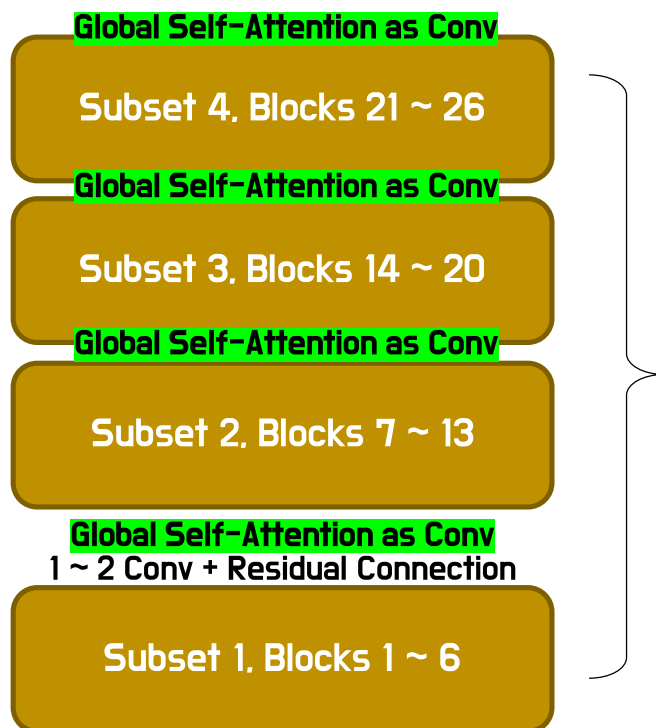 Global Self-Attention as Conv
Subset 4, Blocks 21 ~ 26
Global Self-Attention as Conv
Subset 3, Blocks 14 ~ 20
Global Self-Attention as Conv
Subset 2, Blocks 7 ~ 13
Global Self-Attention as Conv
1 ~ 2 Conv + Residual Connection
Subset 1, Blocks 1 ~ 6